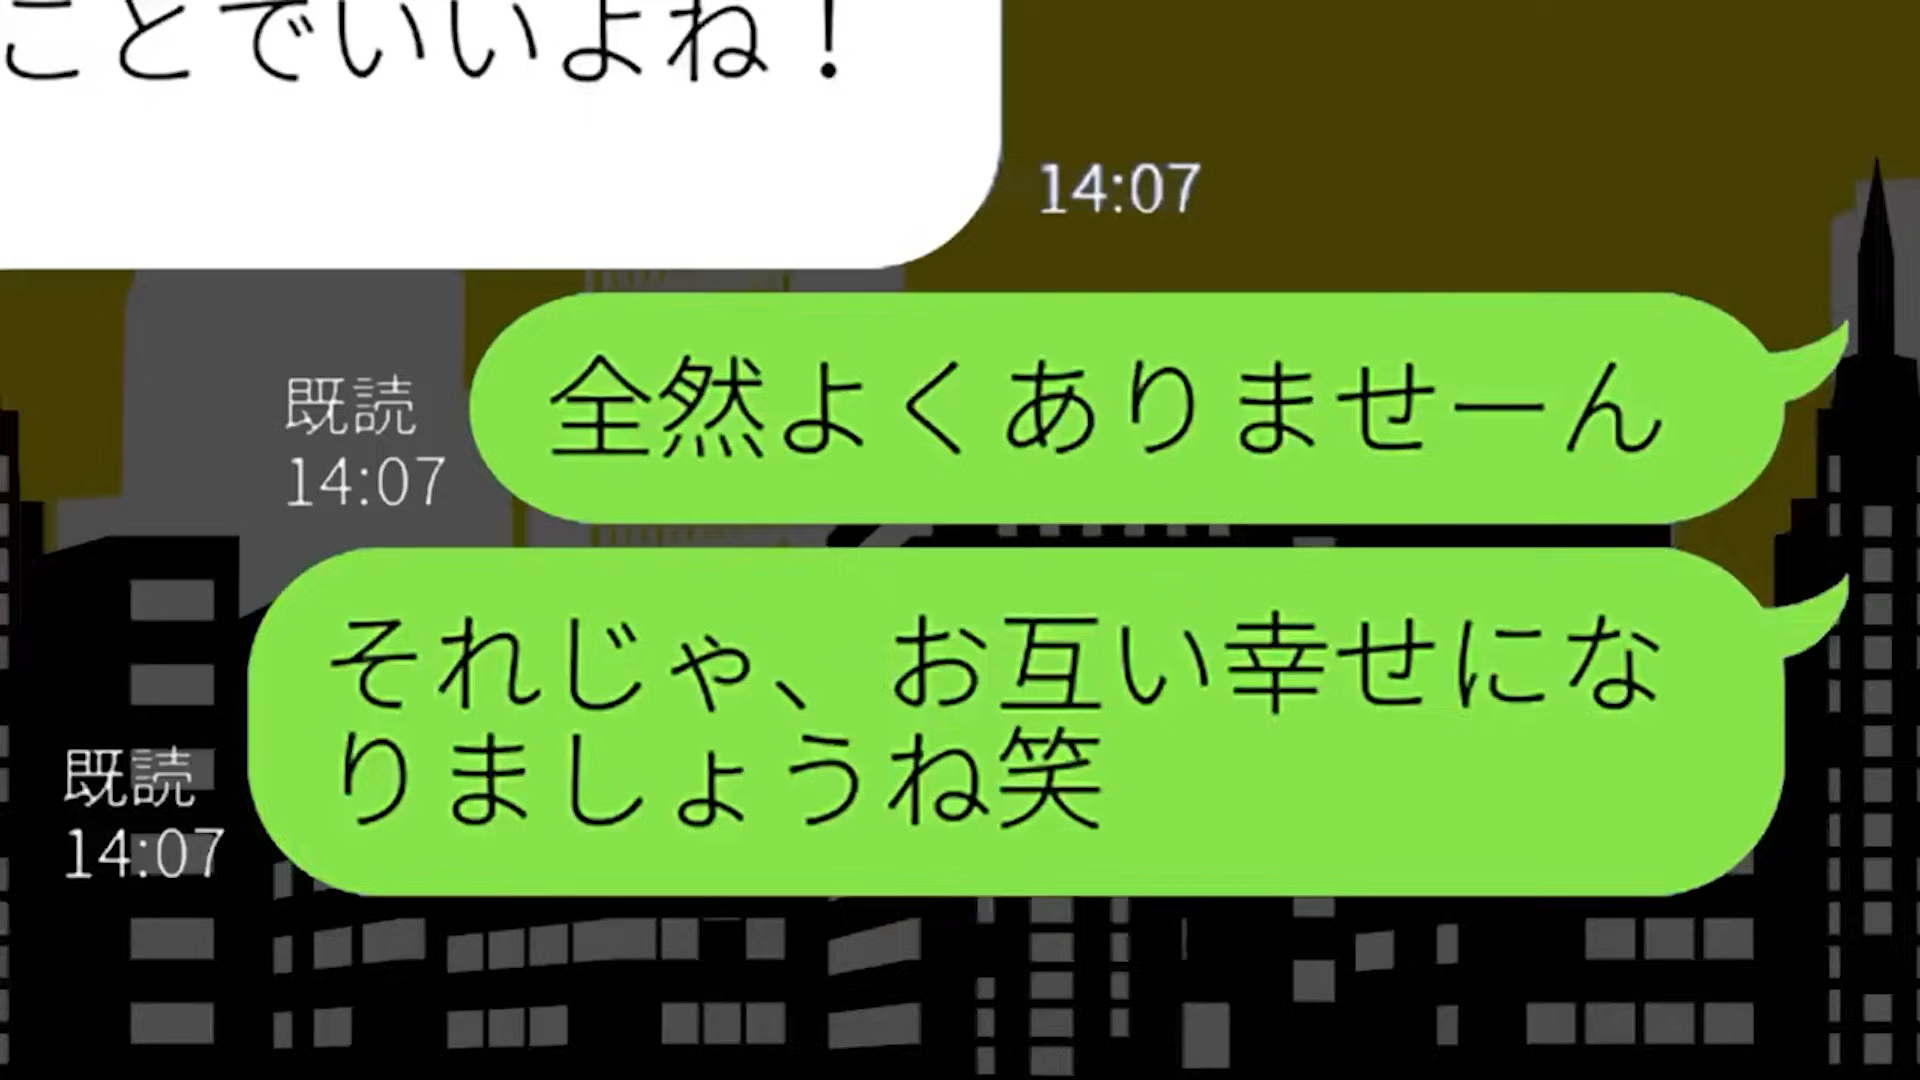 ことでいいよね！
14:07
全然よくありませーん
既読
14:07
それじゃ、お互い幸せにな
りましょうね笑
既読
14:07